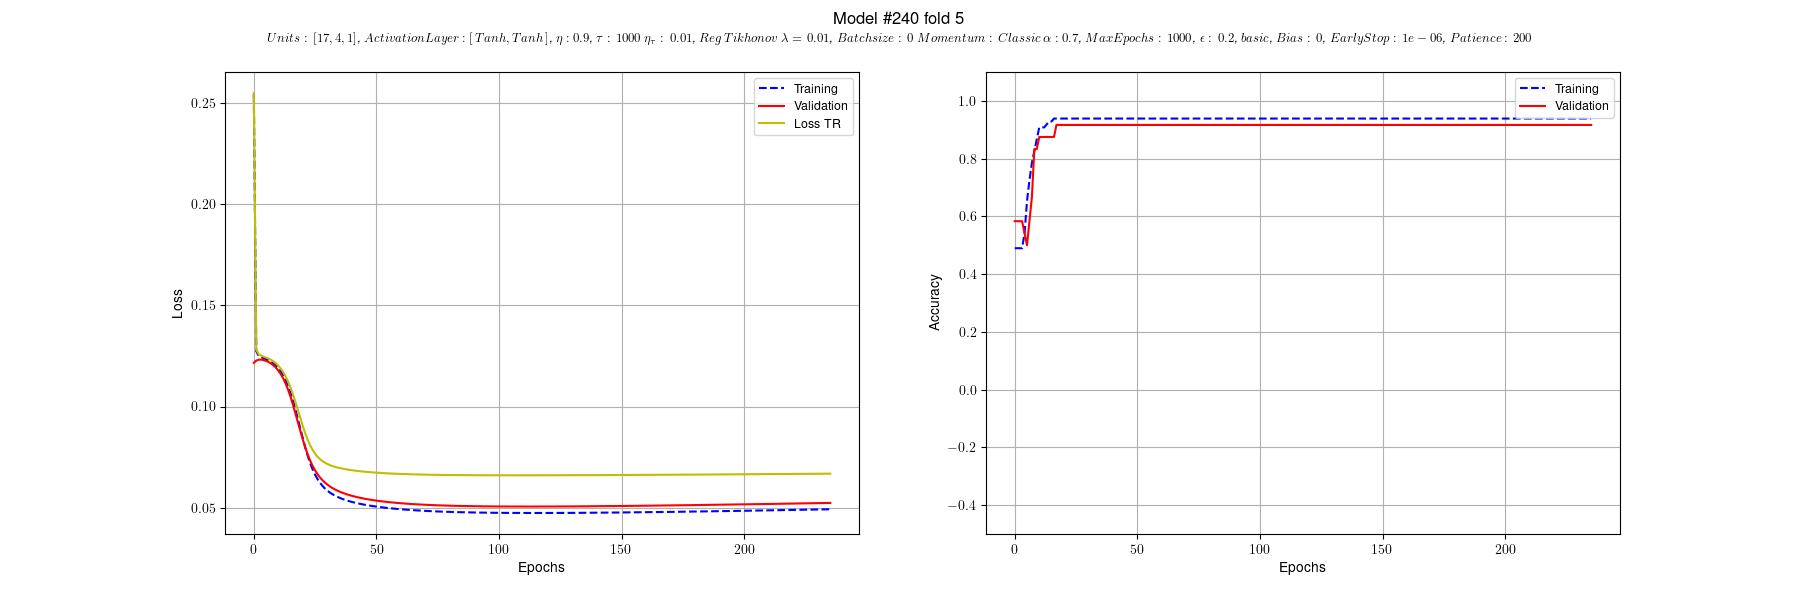 Model #240 fold 5
Units : [17, 4, 1], ActivationLayer : [Tanh, Tanh], η : 0.9, τ : 1000 η_τ : 0.01, Reg Tikhonov λ = 0.01, Batchsize : 0 Momentum : Classic α : 0.7, MaxEpochs : 1000, ϵ : 0.2, basic, Bias : 0, EarlyStop : 1e − 06, Patience : 200
Training
Validation
Loss TR
0.25
0.20
0.15
0.10
0.05
Loss
0 50 100 150 200
Epochs
Training
Validation
1.0
0.8
0.6
0.4
0.2
0.0
−0.2
−0.4
Accuracy
0 50 100 150 200
Epochs